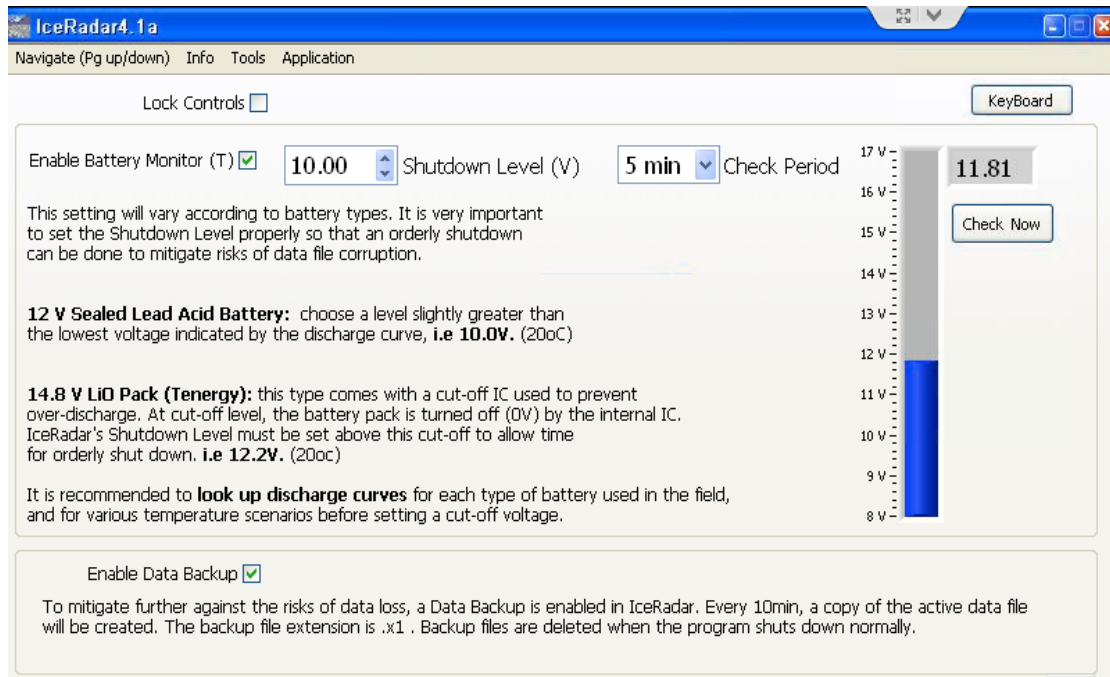 IceRadar4.1a
Navigate (Pg up/down) Info Tools Application
Lock Controls
KeyBoard
Enable Battery Monitor (T) 10.00 Shutdown Level (V) 5 min Check Period
17 V
11.81
16 V
This setting will vary according to battery types. It is very important
to set the Shutdown Level properly so that an orderly shutdown
can be done to mitigate risks of data file corruption.
15 V
Check Now
14 V
12 V Sealed Lead Acid Battery: choose a level slightly greater than
the lowest voltage indicated by the discharge curve, i.e 10.0V. (20oC)
13 V
12 V
14.8 V LiO Pack (Tenergy): this type comes with a cut-off IC used to prevent
over-discharge. At cut-off level, the battery pack is turned off (0V) by the internal IC.
IceRadar's Shutdown Level must be set above this cut-off to allow time
for orderly shut down. i.e 12.2V. (20oc)
11 V
10 V
9 V
It is recommended to look up discharge curves for each type of battery used in the field,
and for various temperature scenarios before setting a cut-off voltage.
8 V
Enable Data Backup
To mitigate further against the risks of data loss, a Data Backup is enabled in IceRadar. Every 10min, a copy of the active data file
will be created. The backup file extension is .x1 . Backup files are deleted when the program shuts down normally.